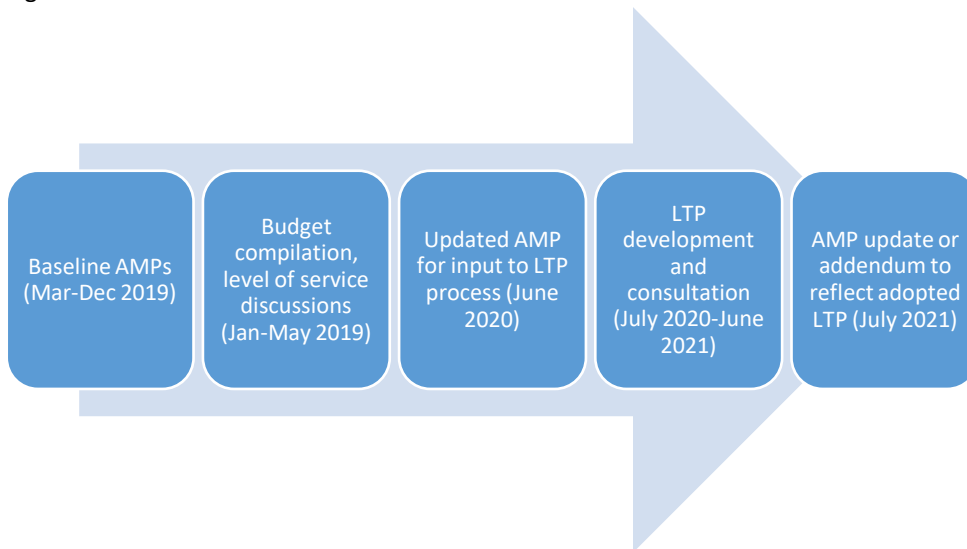 Baseline AMPs
(Mar-Dec 2019)
Budget
compilation,
level of service
discussions
(Jan-May 2019)
Updated AMP
for input to LTP
process (June
2020)
LTP
development
and
consultation
(July 2020-June
2021)
AMP update or
addendum to
reflect adopted
LTP (July 2021)